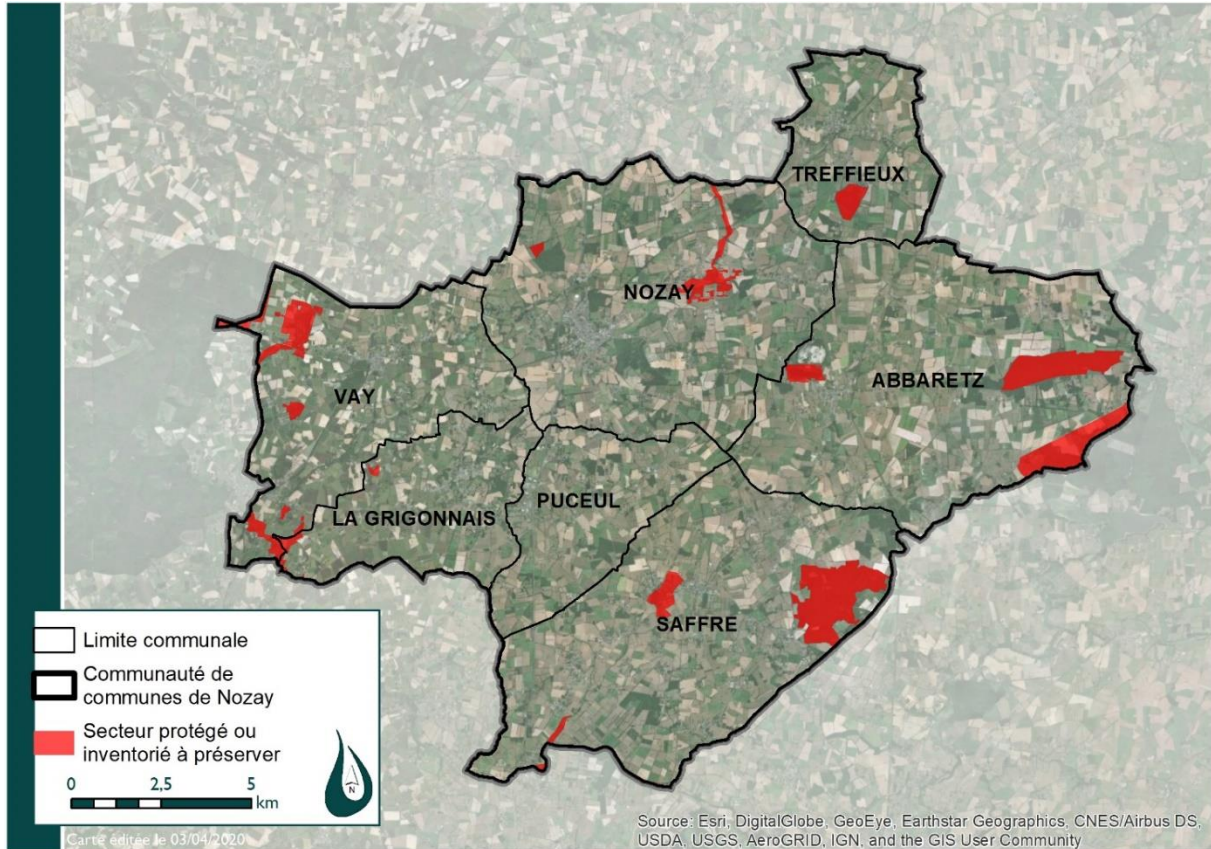 TREFFIEUX
NOZAY
ABBARETZ
VAY
PUCEUL
LA GRIGONNAIS
SAFFRE
Limite communale
Communauté de
communes de Nozay
Secteur protégé ou
inventorié à préserver
0 2,5 5
km
N
Carte éditée le 03/04/2020
Source: Esri, DigitalGlobe, GeoEye, Earthstar Geographics, CNES/Airbus DS,
USDA, USGS, AeroGRID, IGN, and the GIS User Community